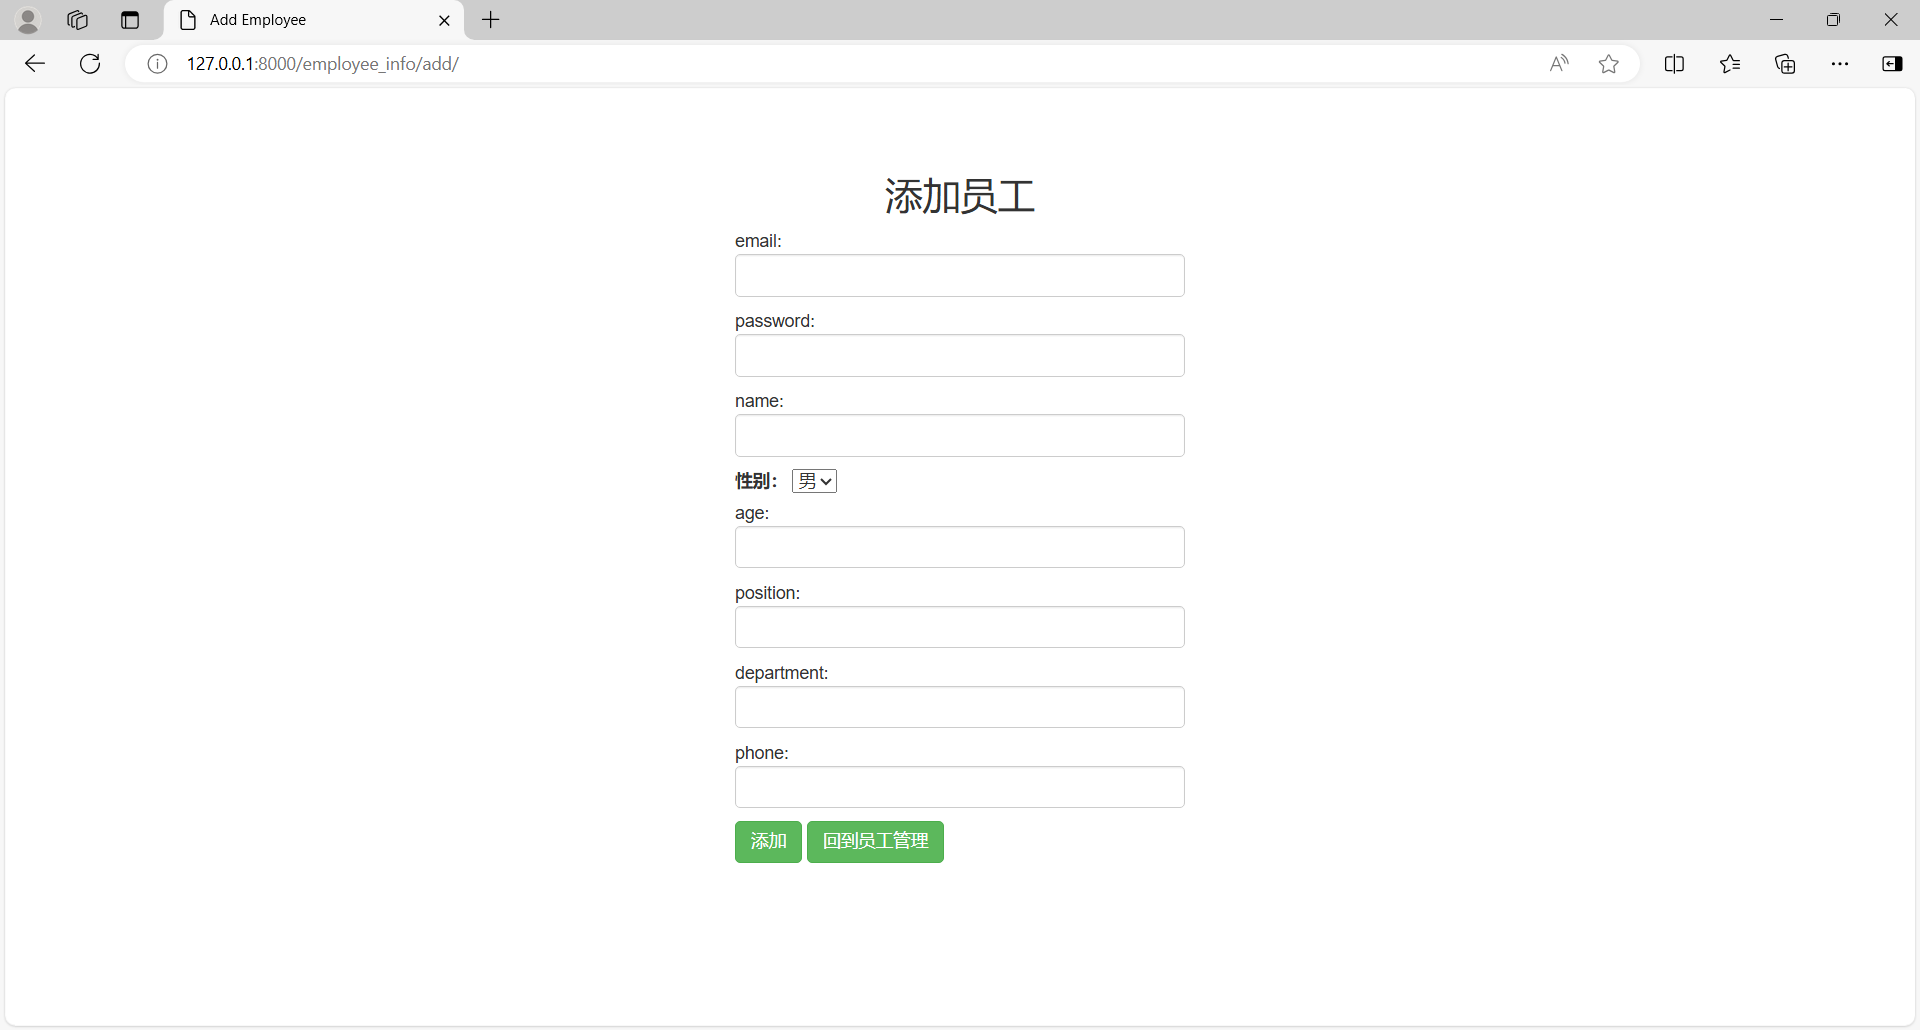 Add Employee
127.0.0.1:8000/employee_info/add/
添加员工
email:
password:
name:
性别： 男
age:
position:
department:
phone:
添加 回到员工管理